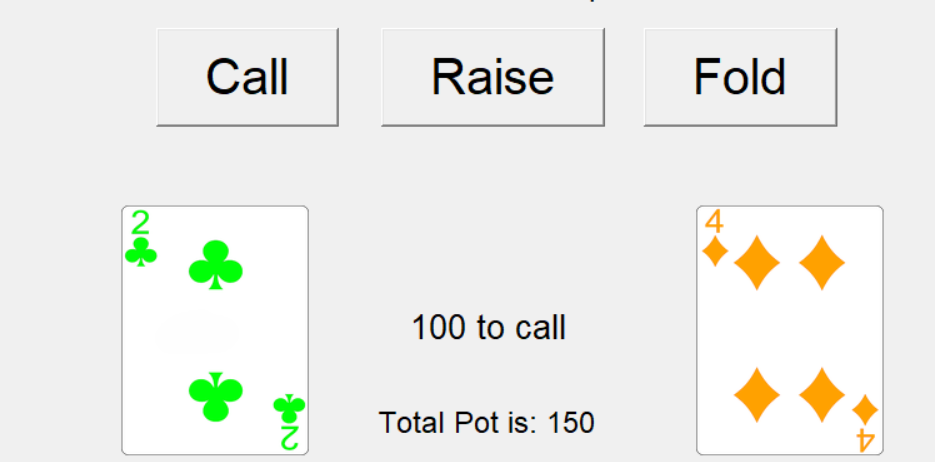 Call Raise Fold
2 4
100 to call
Total Pot is: 150
2 4